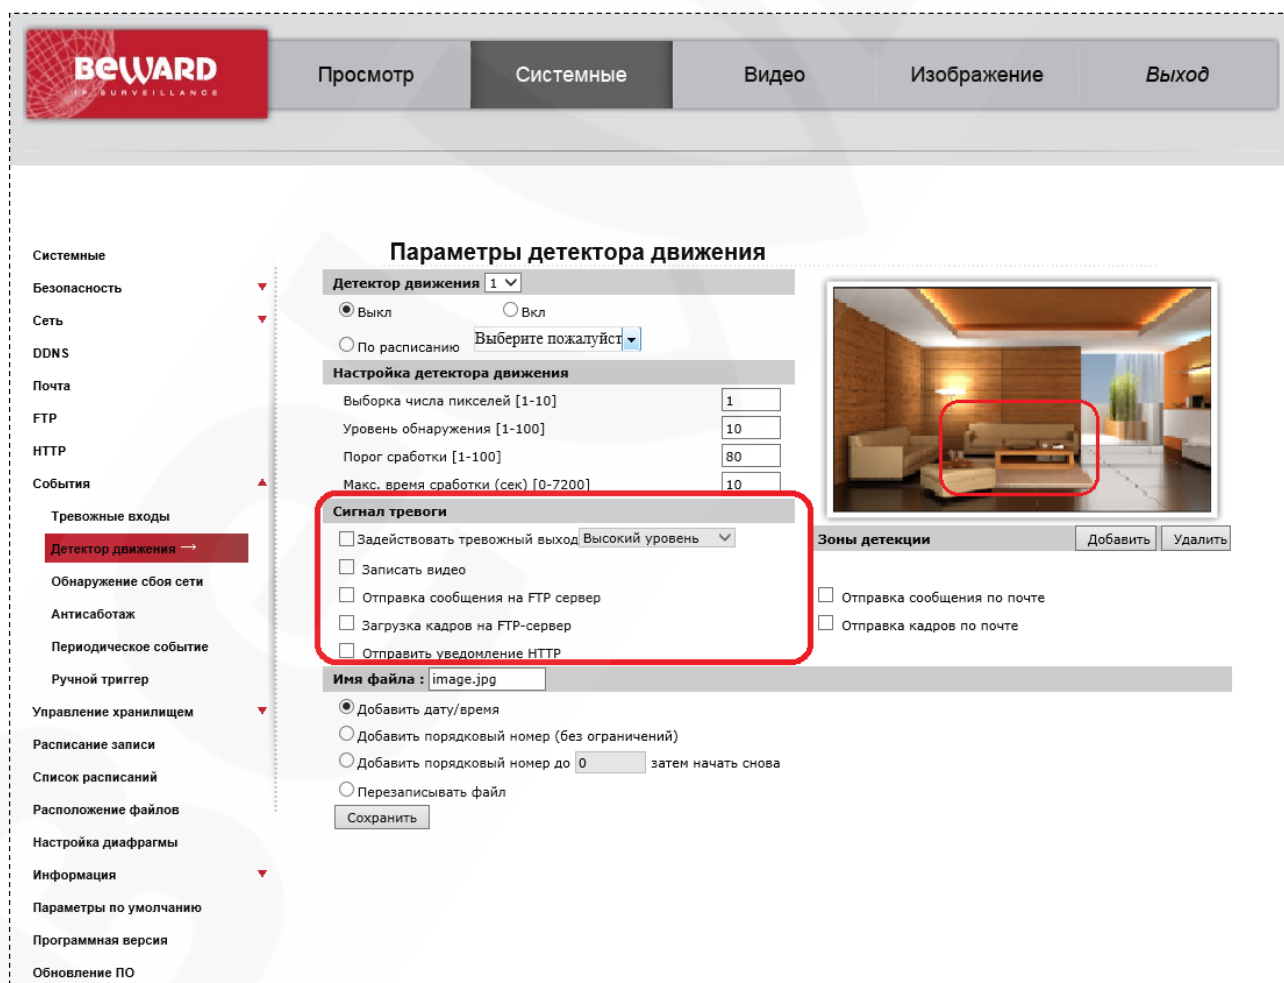 BEWARD
IP SURVEILLANCE
Просмотр
Системные
Видео
Изображение
Выход
Системные
Безопасность
Сеть
DDNS
Почта
FTP
HTTP
События
Тревожные входы
Детектор движения →
Обнаружение сбоя сети
Антисаботаж
Периодическое событие
Ручной триггер
Управление хранилищем
Расписание записи
Список расписаний
Расположение файлов
Настройка диафрагмы
Информация
Параметры по умолчанию
Программная версия
Обновление ПО
Параметры детектора движения
Детектор движения 1
Выкл Вкл
По расписанию Выберите пожалуйст
Настройка детектора движения
Выборка числа пикселей [1-10] 1
Уровень обнаружения [1-100] 10
Порог сработки [1-100] 80
Макс. время сработки (сек) [0-7200] 10
Сигнал тревоги
Задействовать тревожный выход Высокий уровень
Зоны детекции Добавить Удалить
Записать видео
Отправка сообщения на FTP сервер Отправка сообщения по почте
Загрузка кадров на FTP-сервер Отправка кадров по почте
Отправить уведомление HTTP
Имя файла : image.jpg
Добавить дату/время
Добавить порядковый номер (без ограничений)
Добавить порядковый номер до 0 затем начать снова
Перезаписывать файл
Сохранить